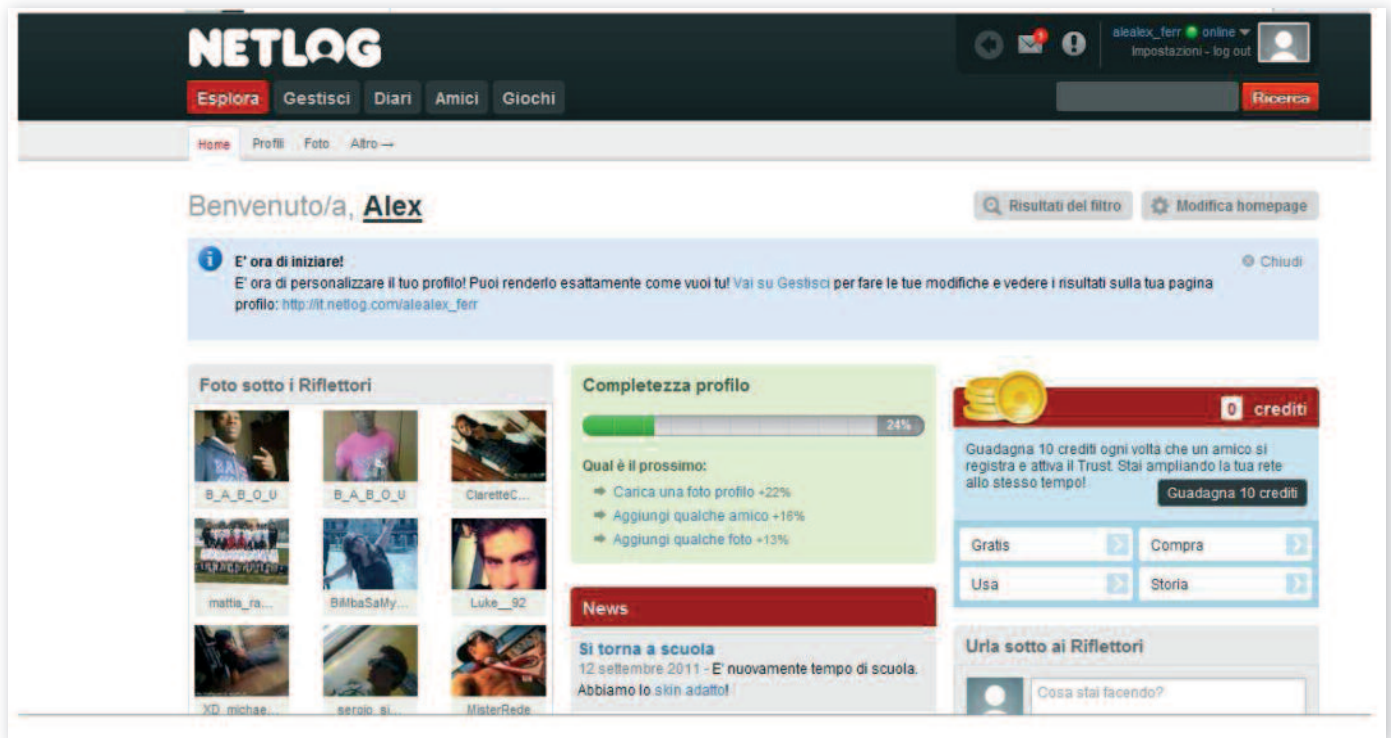 NETLOG
1
alealex_ferr online
Impostazioni - log out
Esplora Gestisci Diari Amici Giochi
Ricerca
Home Profili Foto Altro →
Benvenuto/a, Alex
Risultati del filtro
Modifica homepage
E' ora di iniziare!
Chiudi
E' ora di personalizzare il tuo profilo! Puoi renderlo esattamente come vuoi tu! Vai su Gestisci per fare le tue modifiche e vedere i risultati sulla tua pagina
profilo: http://it.netlog.com/alealex_ferr
Foto sotto i Riflettori
B_A_B_O_U
B_A_B_O_U
ClaretteC...
mattia_ra...
BiMbaSaMy...
Luke__92
XD_michae...
sergio_si...
MisterRede
Completezza profilo
24%
Qual è il prossimo:
Carica una foto profilo +22%
Aggiungi qualche amico +16%
Aggiungi qualche foto +13%
News
Si torna a scuola
12 settembre 2011 - E' nuovamente tempo di scuola.
Abbiamo lo skin adatto!
0 crediti
Guadagna 10 crediti ogni volta che un amico si
registra e attiva il Trust. Stai ampliando la tua rete
allo stesso tempo!
Guadagna 10 crediti
Gratis
Compra
Usa
Storia
Urla sotto ai Riflettori
Cosa stai facendo?